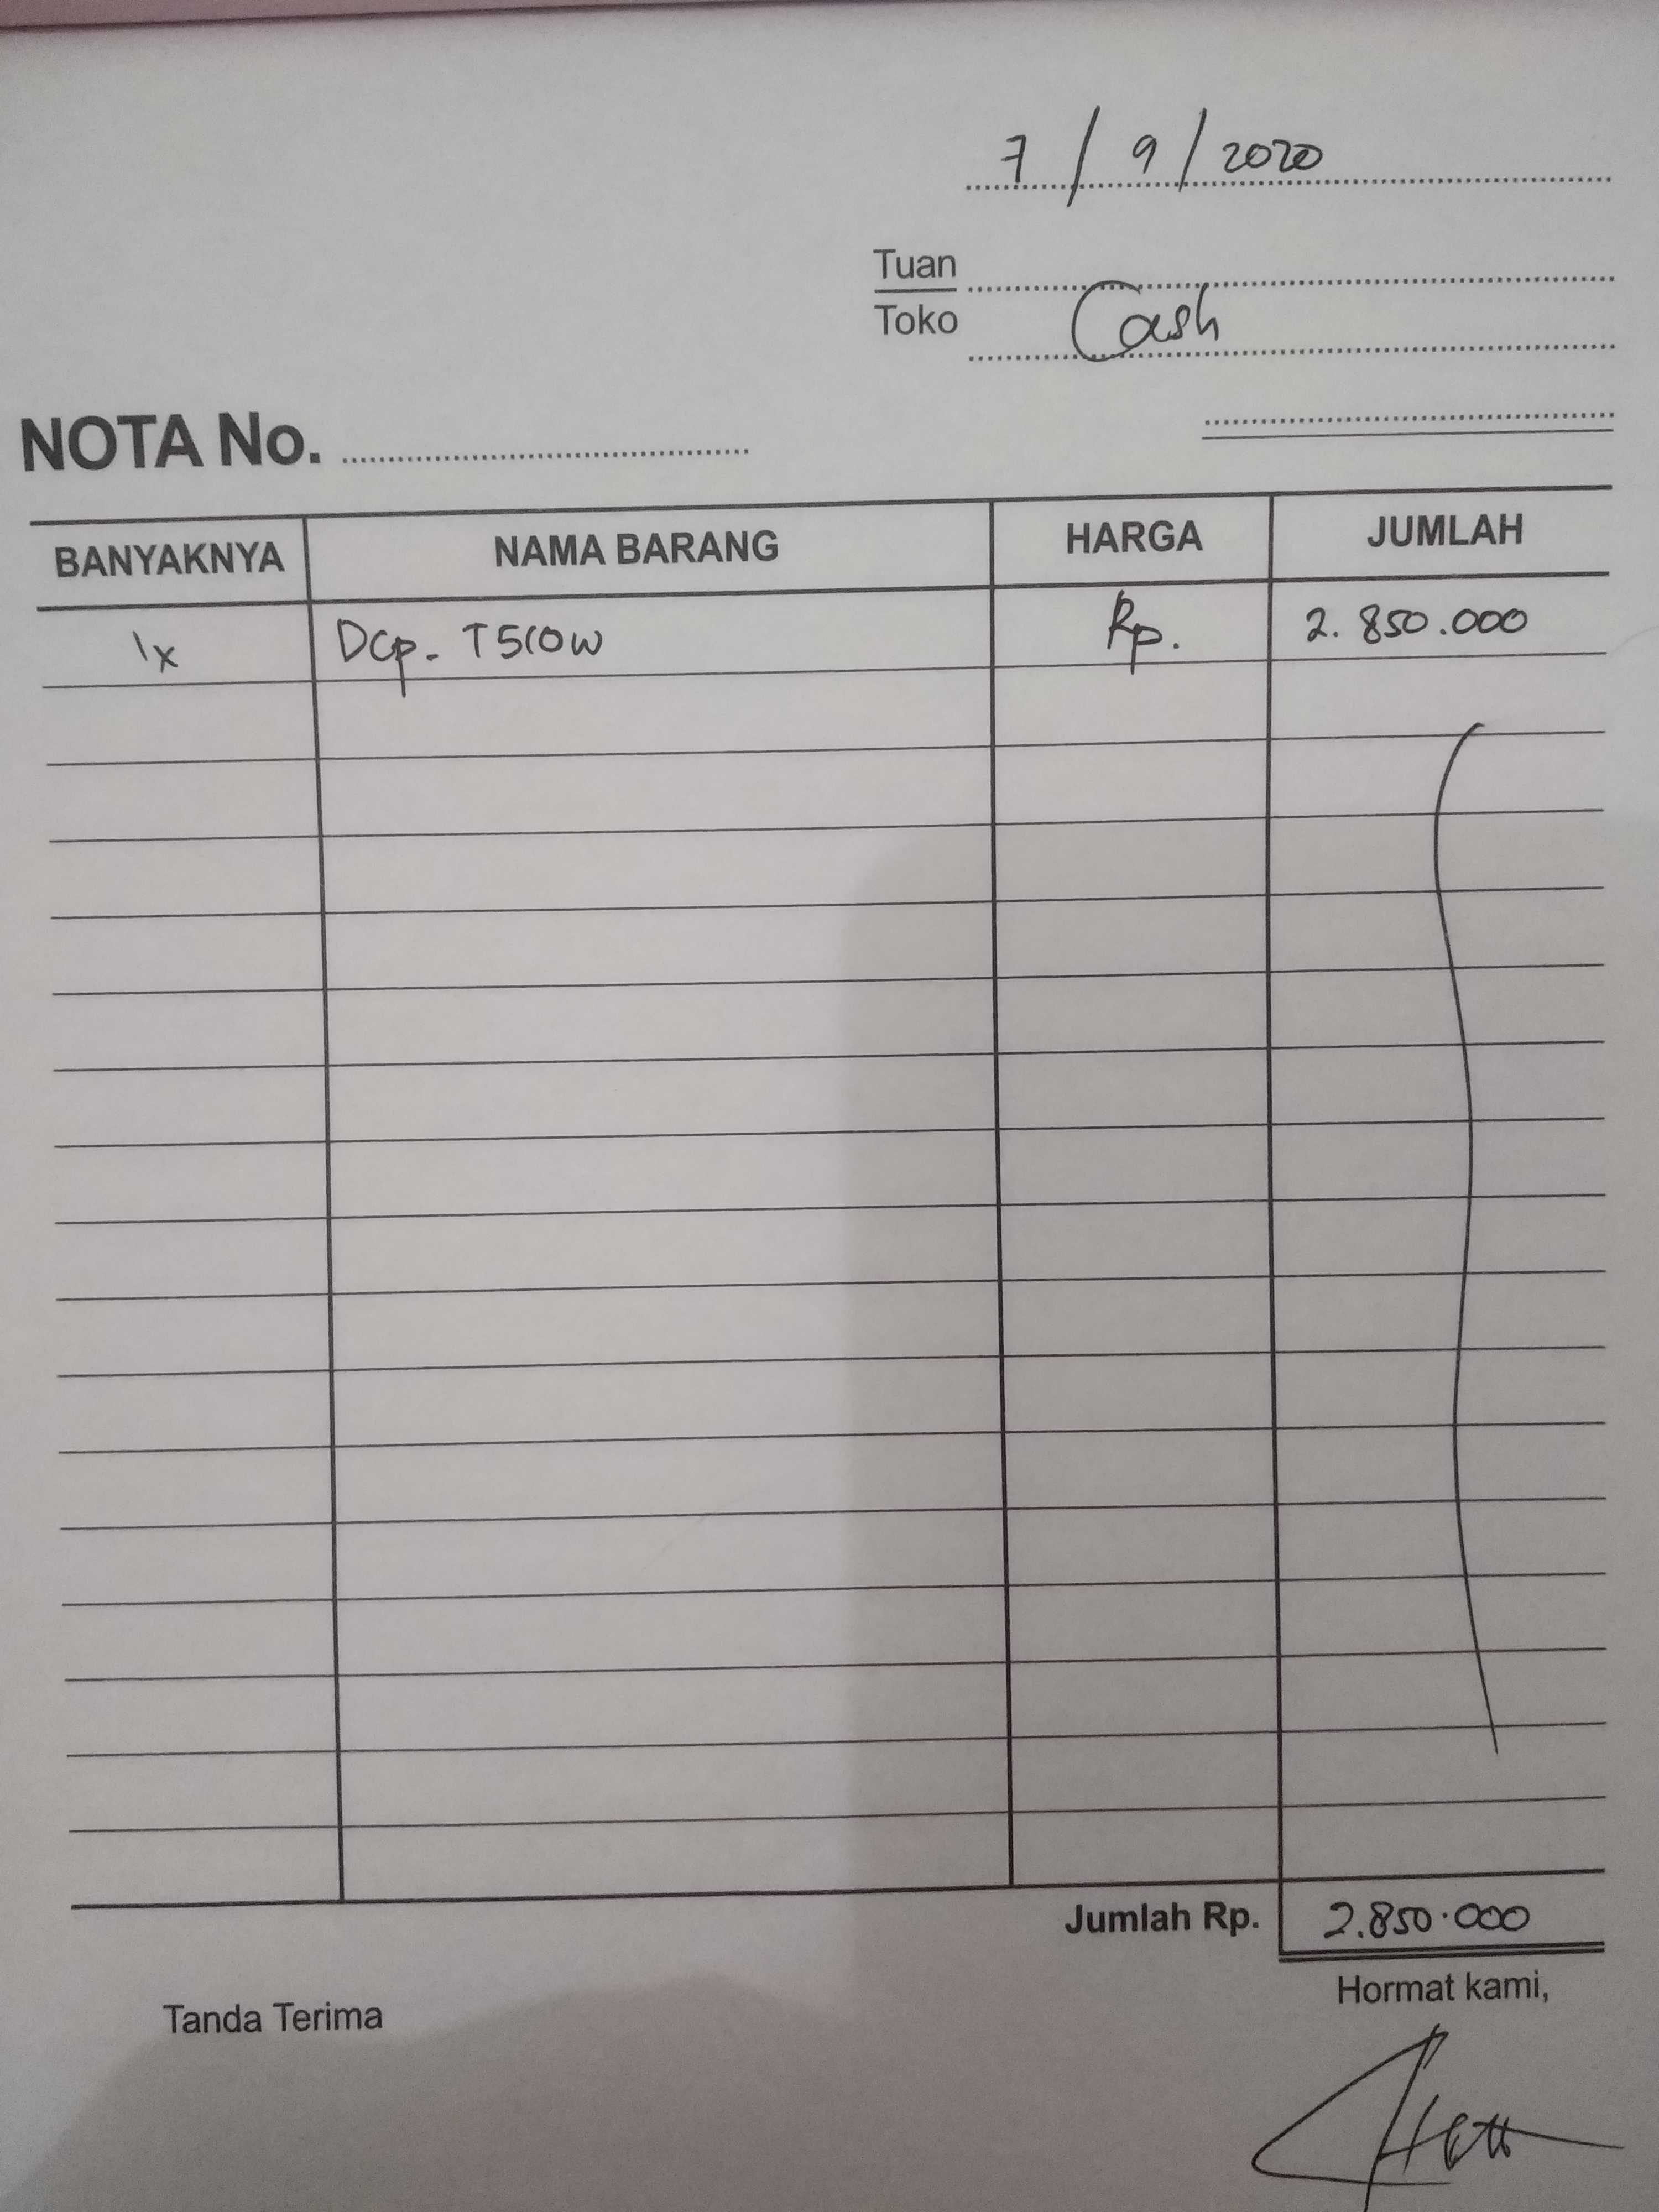 7 / 9 / 2020
Tuan
Toko Cash
NOTA No.
BANYAKNYA NAMA BARANG HARGA JUMLAH
1x Dcp. T510W Rp. 2.850.000
Jumlah Rp. 2.850.000
Tanda Terima Hormat kami,